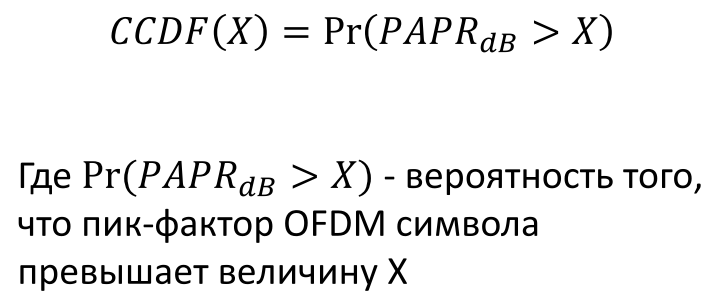 CCDF(X) = Pr(PAPR_dB > X)
Где Pr(PAPR_dB > X) - вероятность того,
что пик-фактор OFDM символа
превышает величину X